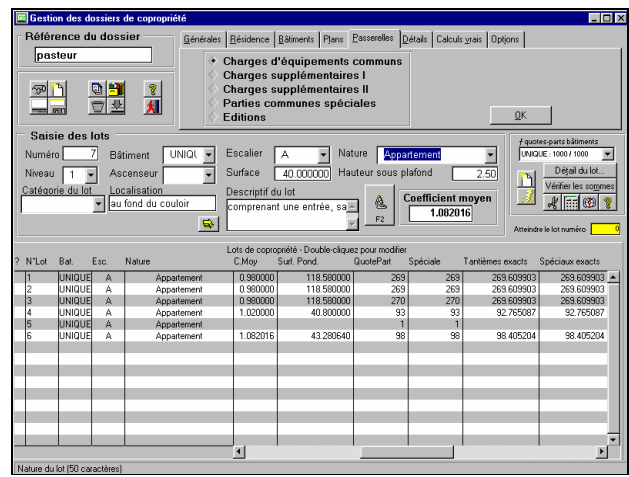 Gestion des dossiers de copropriété
Référence du dossier
pasteur
Générales Résidence Bâtiments Plans Passerelles Détails Calculs vrais Options
Charges d'équipements communs
Charges supplémentaires I
Charges supplémentaires II
Parties communes spéciales
Editions
OK
Saisie des lots
Numéro 7 Bâtiment UNIQU Escalier A Nature Appartement
Niveau 1 Ascenseur Surface 40.000000 Hauteur sous plafond 2.50
Catégorie du lot Localisation Descriptif du lot
au fond du couloir
comprenant une entrée, sa
F2
Coefficient moyen
1.082016
quotes-parts bâtiments
UNIQUE : 1000 / 1000
Détail du lot...
Vérifier les sommes
Atteindre le lot numéro 0
Lots de copropriété - Double-cliquez pour modifier
? N°Lot Bat. Esc. Nature C.Moy Surf. Pond. QuotePart Spéciale Tantièmes exacts Spéciaux exacts
1 UNIQUE A Appartement 0.980000 118.580000 269 269 269.609903 269.609903
2 UNIQUE A Appartement 0.980000 118.580000 269 269 269.609903 269.609903
3 UNIQUE A Appartement 0.980000 118.580000 270 270 269.609903 269.609903
4 UNIQUE A Appartement 1.020000 40.800000 93 93 92.765087 92.765087
5 UNIQUE A Appartement 1 1
6 UNIQUE A Appartement 1.082016 43.280640 98 98 98.405204 98.405204
Nature du lot (50 caractères)